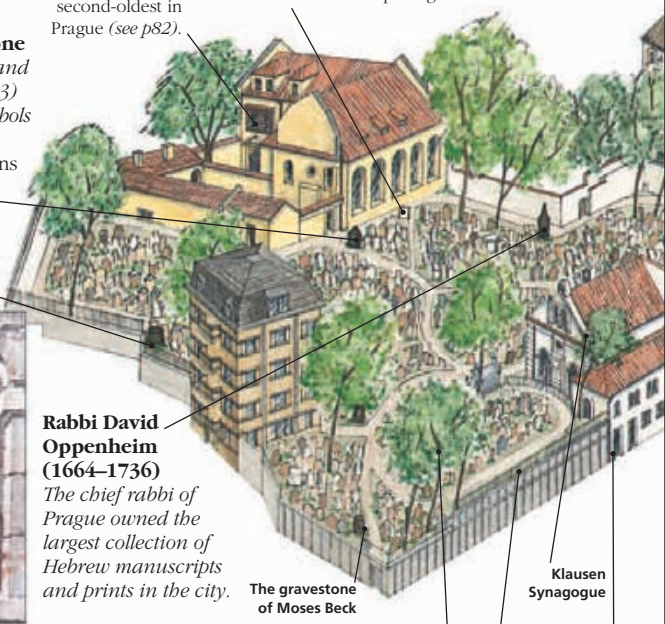 second-oldest in
Prague (see p82).
and
3)
ns
Rabbi David
Oppenheim
(1664–1736)
The chief rabbi of
Prague owned the
largest collection of
Hebrew manuscripts
and prints in the city.
The gravestone
of Moses Beck
Klausen
Synagogue